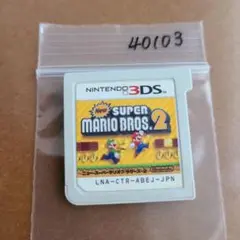 40103
NINTENDO 3DS
NEW
SUPER
MARIO BROS. 2
ニュー・スーパーマリオブラザーズ・2
LNA-CTR-ABEJ-JPN